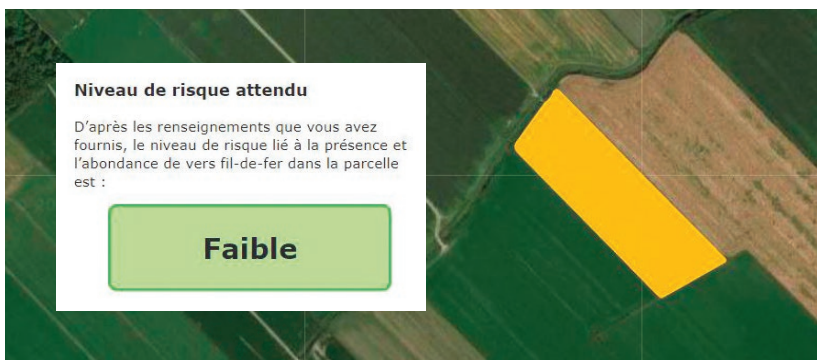 Niveau de risque attendu
D'après les renseignements que vous avez
fournis, le niveau de risque lié à la présence et
l'abondance de vers fil-de-fer dans la parcelle
est :
Faible